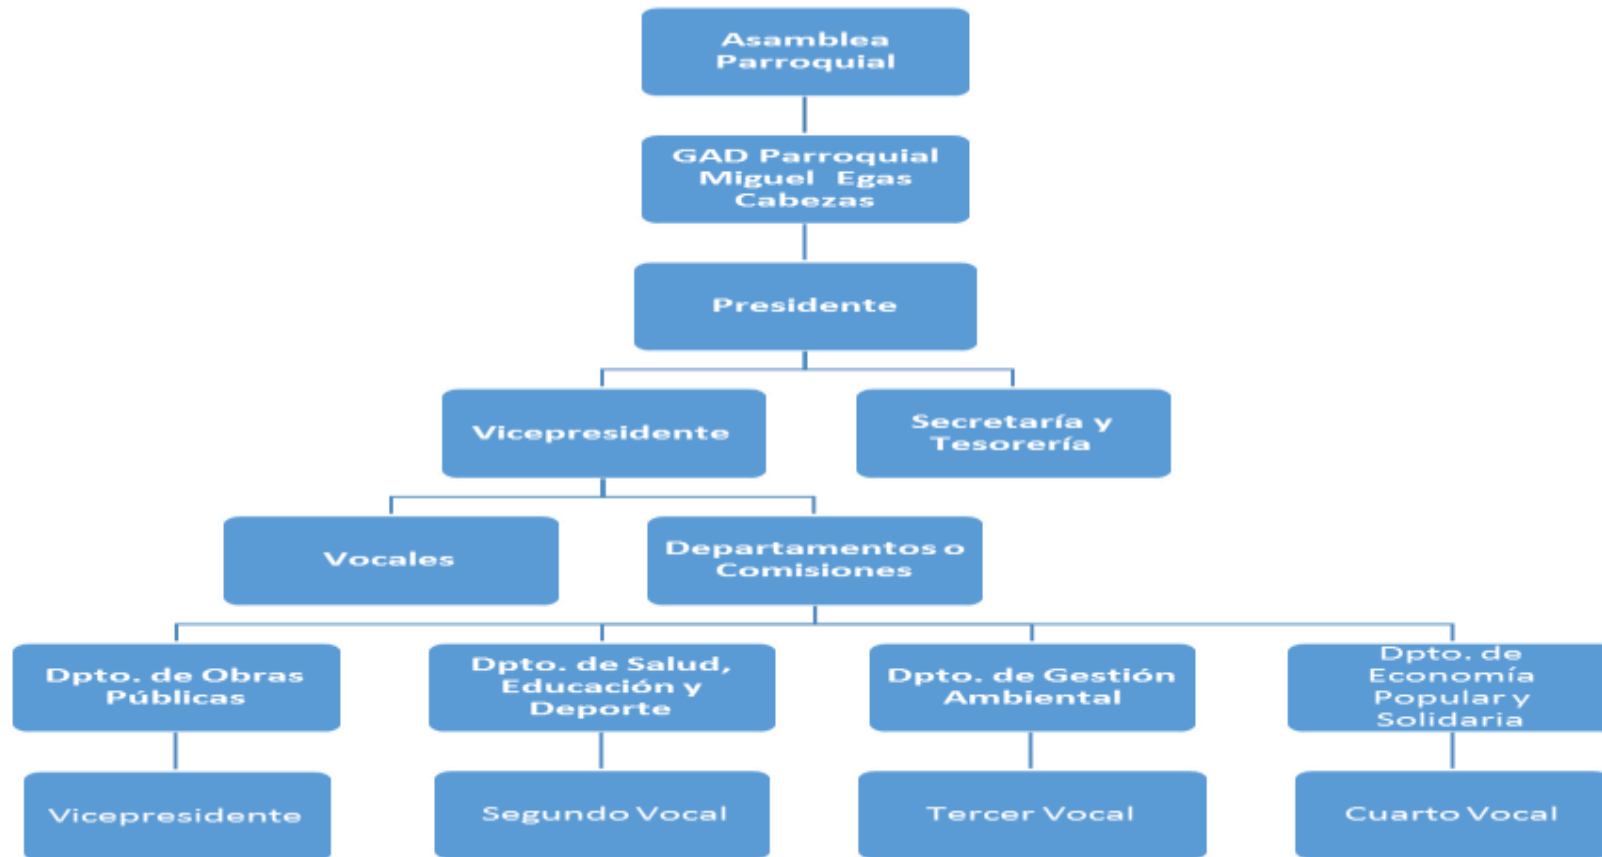 Asamblea
Parroquial
GAD Parroquial
Miguel Egas
Cabezas
Presidente
Vicepresidente
Secretaría y
Tesorería
Vocales
Departamentos o
Comisiones
Dpto. de Obras
Públicas
Dpto. de Salud,
Educación y
Deporte
Dpto. de Gestión
Ambiental
Dpto. de
Economía
Popular y
Solidaria
Vicepresidente
Segundo Vocal
Tercer Vocal
Cuarto Vocal